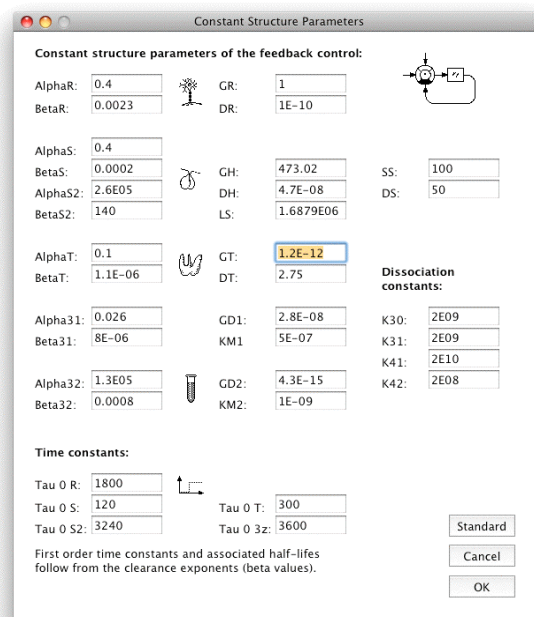 Constant Structure Parameters
Constant structure parameters of the feedback control:
AlphaR: 0.4 GR: 1
BetaR: 0.0023 DR: 1E-10
AlphaS: 0.4
BetaS: 0.0002 GH: 473.02 SS: 100
AlphaS2: 2.6E05 DH: 4.7E-08 DS: 50
BetaS2: 140 LS: 1.6879E06
AlphaT: 0.1 GT: 1.2E-12
BetaT: 1.1E-06 DT: 2.75
Dissociation
constants:
Alpha31: 0.026 GD1: 2.8E-08 K30: 2E09
Beta31: 8E-06 KM1 5E-07 K31: 2E09
K41: 2E10
Alpha32: 1.3E05 GD2: 4.3E-15 K42: 2E08
Beta32: 0.0008 KM2: 1E-09
Time constants:
Tau 0 R: 1800
Tau 0 S: 120 Tau 0 T: 300
Tau 0 S2: 3240 Tau 0 3z: 3600
First order time constants and associated half-lifes
follow from the clearance exponents (beta values).
Standard
Cancel
OK